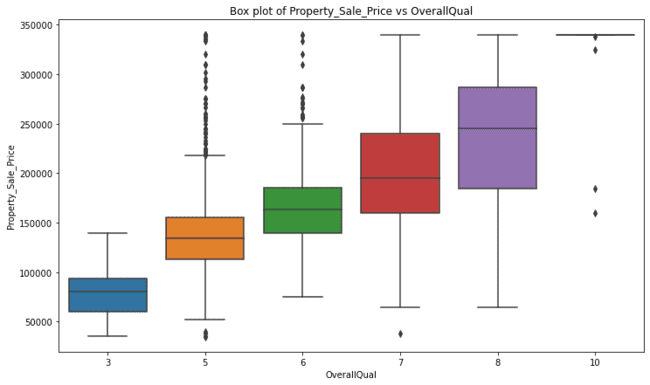 Box plot of Property_Sale_Price vs OverallQual
Property_Sale_Price
350000
300000
250000
200000
150000
100000
50000
3 5 6 7 8 10
OverallQual